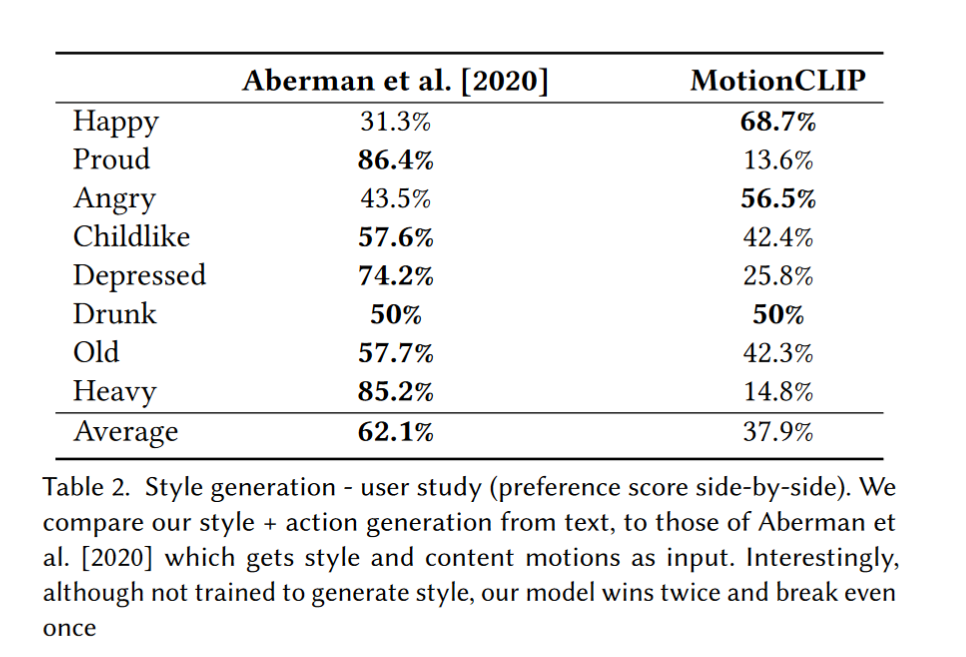 Aberman et al. [2020] MotionCLIP
Happy 31.3% 68.7%
Proud 86.4% 13.6%
Angry 43.5% 56.5%
Childlike 57.6% 42.4%
Depressed 74.2% 25.8%
Drunk 50% 50%
Old 57.7% 42.3%
Heavy 85.2% 14.8%
Average 62.1% 37.9%
Table 2. Style generation - user study (preference score side-by-side). We
compare our style + action generation from text, to those of Aberman et
al. [2020] which gets style and content motions as input. Interestingly,
although not trained to generate style, our model wins twice and break even
once